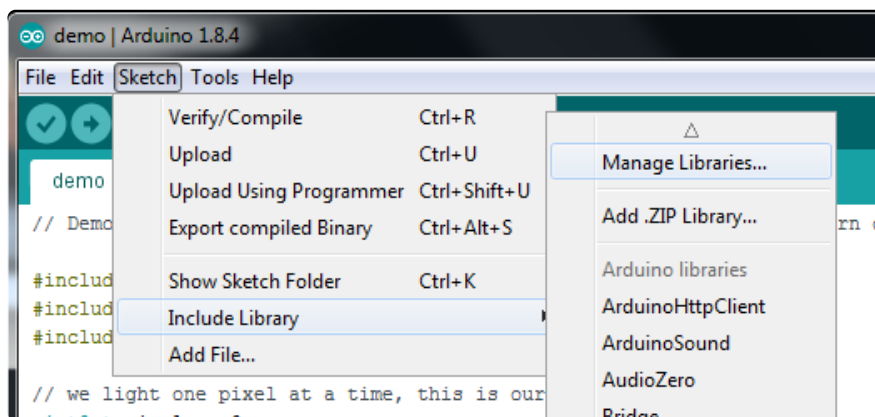 demo | Arduino 1.8.4
File Edit Sketch Tools Help
Verify/Compile Ctrl+R
Upload Ctrl+U
Upload Using Programmer Ctrl+Shift+U
Export compiled Binary Ctrl+Alt+S
Show Sketch Folder Ctrl+K
Include Library
Add File...
Manage Libraries...
Add .ZIP Library...
Arduino libraries
ArduinoHttpClient
ArduinoSound
AudioZero
Bridge
demo
// Demo
rn
#includ
#includ
#includ
// we light one pixel at a time, this is our